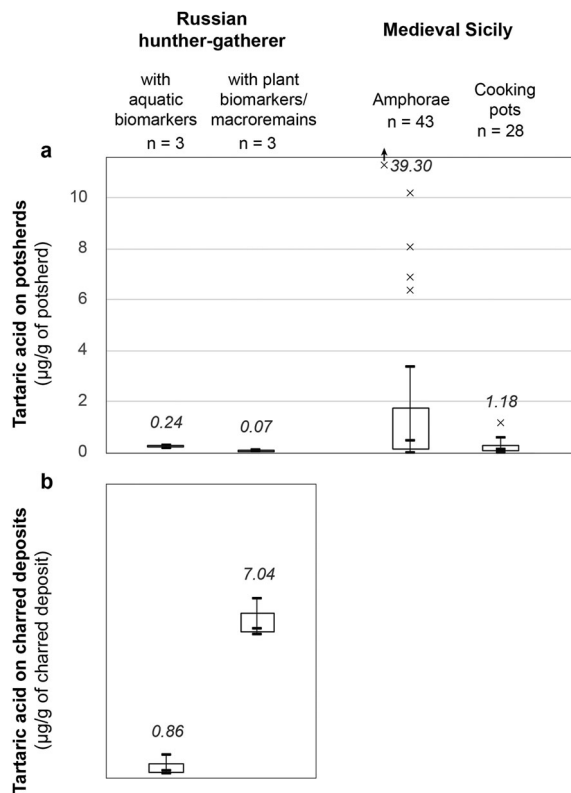 Russian
hunther-gatherer
Medieval Sicily
with
aquatic
biomarkers
n = 3
with plant
biomarkers/
macroremains
n = 3
Amphorae
n = 43
Cooking
pots
n = 28
a
Tartaric acid on potsherds
(µg/g of potsherd)
10
8
6
4
2
0
39.30
0.24
0.07
1.18
b
Tartaric acid on charred deposits
(µg/g of charred deposit)
7.04
0.86